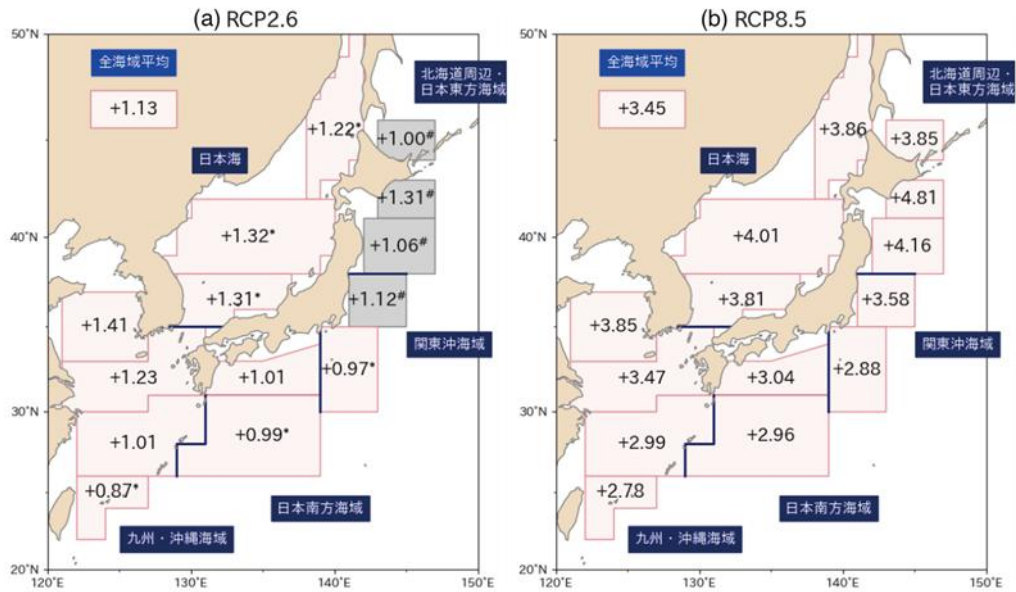 (a) RCP2.6
50°N
40°N
30°N
20°N
120°E
130°E
140°E
150°E
全海域平均
+1.13
北海道周辺・
日本東方海域
日本海
+1.22*
+1.00#
+1.31#
+1.32*
+1.06#
+1.31*
+1.12#
+1.41
関東沖海域
+1.23
+1.01
+0.97*
+1.01
+0.99*
+0.87*
日本南方海域
九州・沖縄海域
(b) RCP8.5
50°N
40°N
30°N
20°N
120°E
130°E
140°E
150°E
全海域平均
+3.45
北海道周辺・
日本東方海域
日本海
+3.86
+3.85
+4.81
+4.01
+4.16
+3.81
+3.58
+3.85
関東沖海域
+3.47
+3.04
+2.88
+2.99
+2.96
+2.78
日本南方海域
九州・沖縄海域